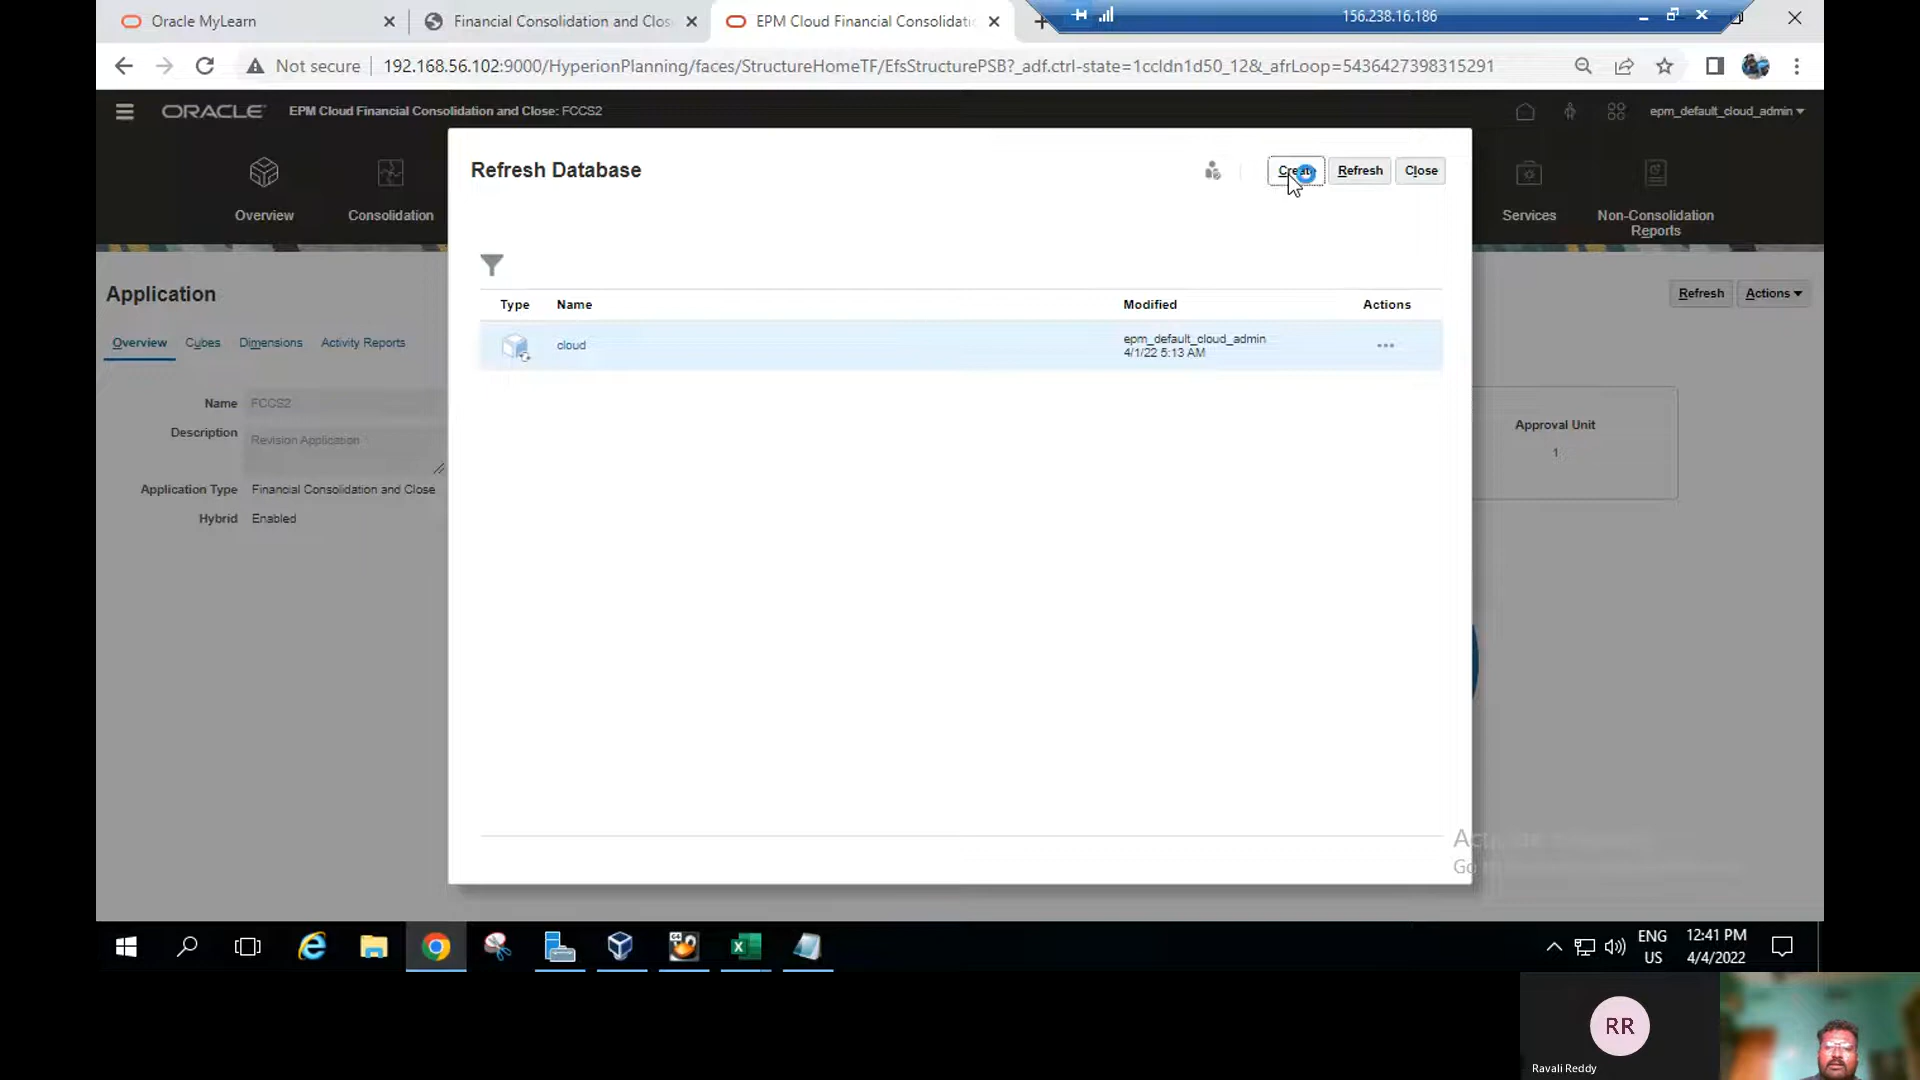 Oracle MyLearn
Financial Consolidation and Clos
EPM Cloud Financial Consolidati
156.238.16.186
Not secure
192.168.56.102:9000/HyperionPlanning/faces/StructureHomeTF/EfsStructurePSB?_adf.ctrl-state=1ccldn1d50_12&_afrLoop=5436427398315291
ORACLE
EPM Cloud Financial Consolidation and Close: FCCS2
epm_default_cloud_admin
Overview
Consolidation
Services
Non-Consolidation
Reports
Refresh Database
Create
Refresh
Close
Type
Name
Modified
Actions
cloud
epm_default_cloud_admin
4/1/22 5:13 AM
Application
Refresh
Actions
Overview
Cubes
Dimensions
Activity Reports
Name
FCCS2
Description
Revision Application
Application Type
Financial Consolidation and Close
Hybrid
Enabled
Approval Unit
1
Go
ENG
US
12:41 PM
4/4/2022
RR
Ravali Reddy